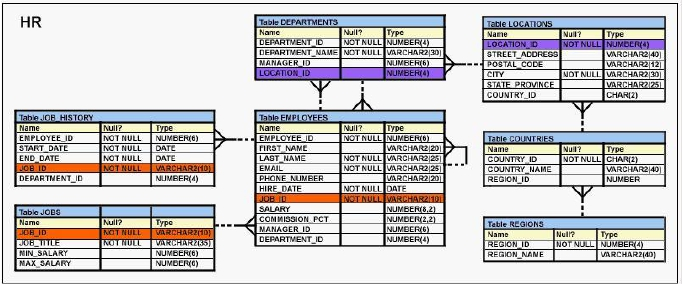 HR
Table DEPARTMENTS
Name Null? Type
DEPARTMENT_ID NOT NULL NUMBER(4)
DEPARTMENT_NAME NOT NULL VARCHAR2(30)
MANAGER_ID NUMBER(6)
LOCATION_ID NUMBER(4)
Table LOCATIONS
Name Null? Type
LOCATION_ID NOT NULL NUMBER(4)
STREET_ADDRESS VARCHAR2(40)
POSTAL_CODE VARCHAR2(12)
CITY NOT NULL VARCHAR2(30)
STATE_PROVINCE VARCHAR2(25)
COUNTRY_ID CHAR(2)
Table JOB_HISTORY
Name Null? Type
EMPLOYEE_ID NOT NULL NUMBER(6)
START_DATE NOT NULL DATE
END_DATE NOT NULL DATE
JOB_ID NOT NULL VARCHAR2(10)
DEPARTMENT_ID NUMBER(4)
Table EMPLOYEES
Name Null? Type
EMPLOYEE_ID NOT NULL NUMBER(6)
FIRST_NAME VARCHAR2(20)
LAST_NAME NOT NULL VARCHAR2(25)
EMAIL NOT NULL VARCHAR2(25)
PHONE_NUMBER VARCHAR2(20)
HIRE_DATE NOT NULL DATE
JOB_ID NOT NULL VARCHAR2(10)
SALARY NUMBER(8,2)
COMMISSION_PCT NUMBER(2,2)
MANAGER_ID NUMBER(6)
DEPARTMENT_ID NUMBER(4)
Table COUNTRIES
Name Null? Type
COUNTRY_ID NOT NULL CHAR(2)
COUNTRY_NAME VARCHAR2(40)
REGION_ID NUMBER
Table JOBS
Name Null? Type
JOB_ID NOT NULL VARCHAR2(10)
JOB_TITLE NOT NULL VARCHAR2(35)
MIN_SALARY NUMBER(6)
MAX_SALARY NUMBER(6)
Table REGIONS
Name Null? Type
REGION_ID NOT NULL NUMBER(4)
REGION_NAME VARCHAR2(40)